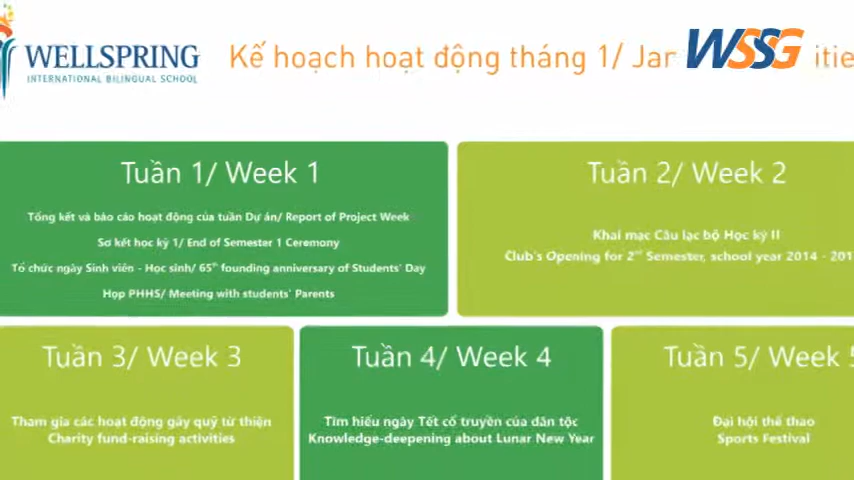 WELLSPRING
INTERNATIONAL BILINGUAL SCHOOL
Kế hoạch hoạt động tháng 1/ Jan
WSSG
ities
Tuần 1/ Week 1
Tổng kết và báo cáo hoạt động của tuần Dự án/ Report of Project Week
Sơ kết học kỳ 1/ End of Semester 1 Ceremony
Tổ chức ngày Sinh viên - Học sinh/ 65th founding anniversary of Students' Day
Họp PHHS/ Meeting with students' Parents
Tuần 2/ Week 2
Khai mạc Câu lạc bộ Học kỳ II
Club's Opening for 2nd Semester, school year 2014 - 201
Tuần 3/ Week 3
Tham gia các hoạt động gây quỹ từ thiện
Charity fund-raising activities
Tuần 4/ Week 4
Tìm hiểu ngày Tết cổ truyền của dân tộc
Knowledge-deepening about Lunar New Year
Tuần 5/ Week 5
Đại hội thể thao
Sports Festival